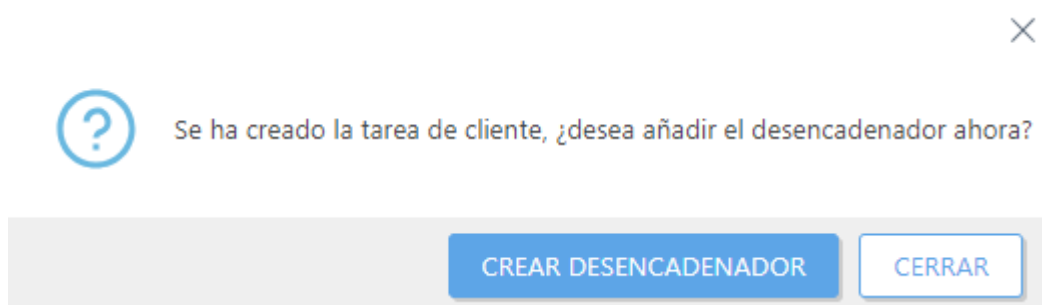 Se ha creado la tarea de cliente, ¿desea añadir el desencadenador ahora?
CREAR DESENCADENADOR
CERRAR